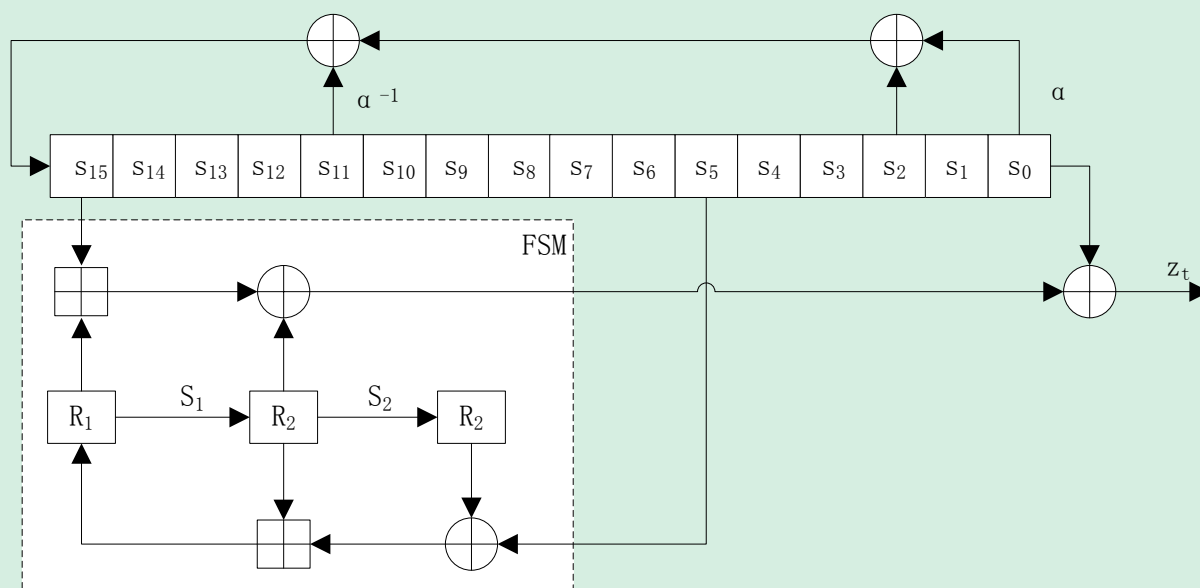 α⁻¹
α
S₁₅ S₁₄ S₁₃ S₁₂ S₁₁ S₁₀ S₉ S₈ S₇ S₆ S₅ S₄ S₃ S₂ S₁ S₀
FSM
zₜ
S₁ S₂
R₁ R₂ R₂